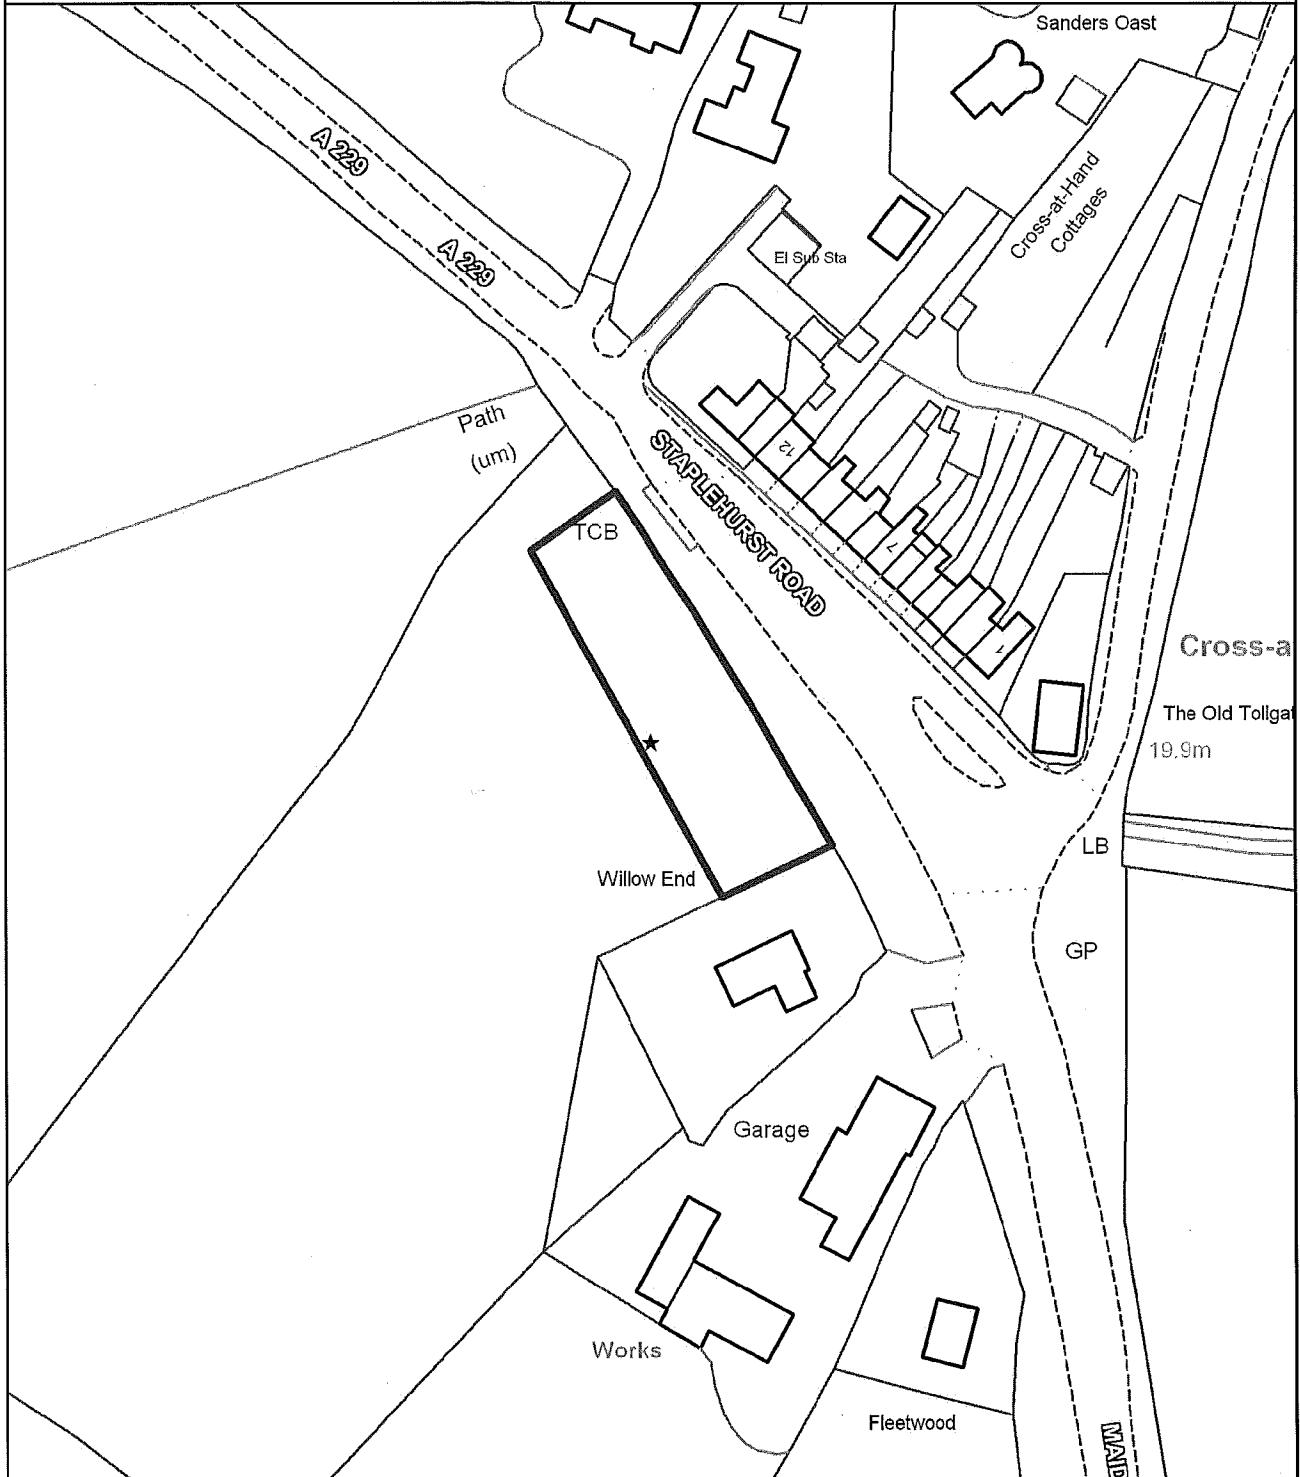 Sanders Oast
A 229
Cross-at-Hand
Cottages
A 229
El Sub Sta
Path
(um)
12
STAPLEHURST ROAD
TCB
7
1
Cross-a
The Old Tollgat
19.9m
LB
Willow End
GP
Garage
Works
Fleetwood
MAID